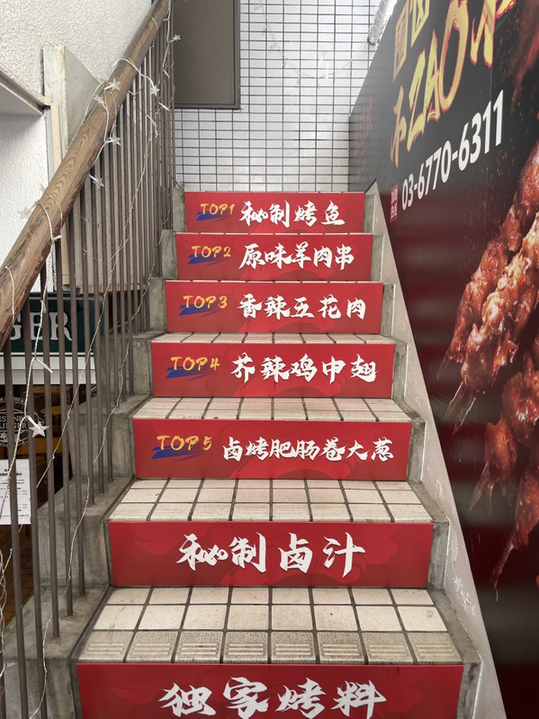 TOP1 秘制烤鱼
TOP2 原味羊肉串
TOP3 香辣五花肉
TOP4 芥辣鸡中翅
TOP5 卤烤肥肠卷大葱
秘制卤汁
独家烤料
ZAO
03-6770-6311